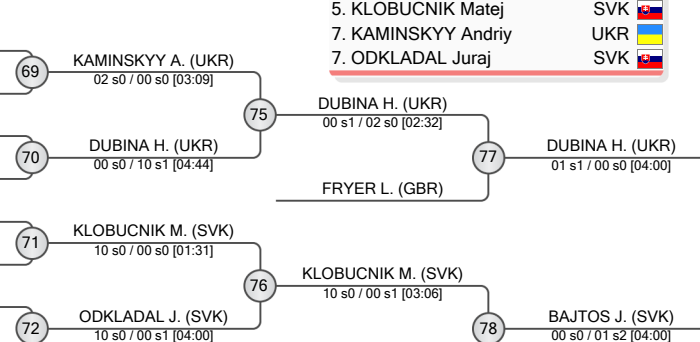 5. KLOBUCNIK Matej SVK
7. KAMINSKYY Andriy UKR
7. ODKLADAL Juraj SVK
69
KAMINSKYY A. (UKR)
02 s0 / 00 s0 [03:09]
75
DUBINA H. (UKR)
00 s1 / 02 s0 [02:32]
70
DUBINA H. (UKR)
00 s0 / 10 s1 [04:44]
77
DUBINA H. (UKR)
01 s1 / 00 s0 [04:00]
FRYER L. (GBR)
71
KLOBUCNIK M. (SVK)
10 s0 / 00 s0 [01:31]
76
KLOBUCNIK M. (SVK)
10 s0 / 00 s1 [03:06]
72
ODKLADAL J. (SVK)
10 s0 / 00 s1 [04:00]
78
BAJTOS J. (SVK)
00 s0 / 01 s2 [04:00]